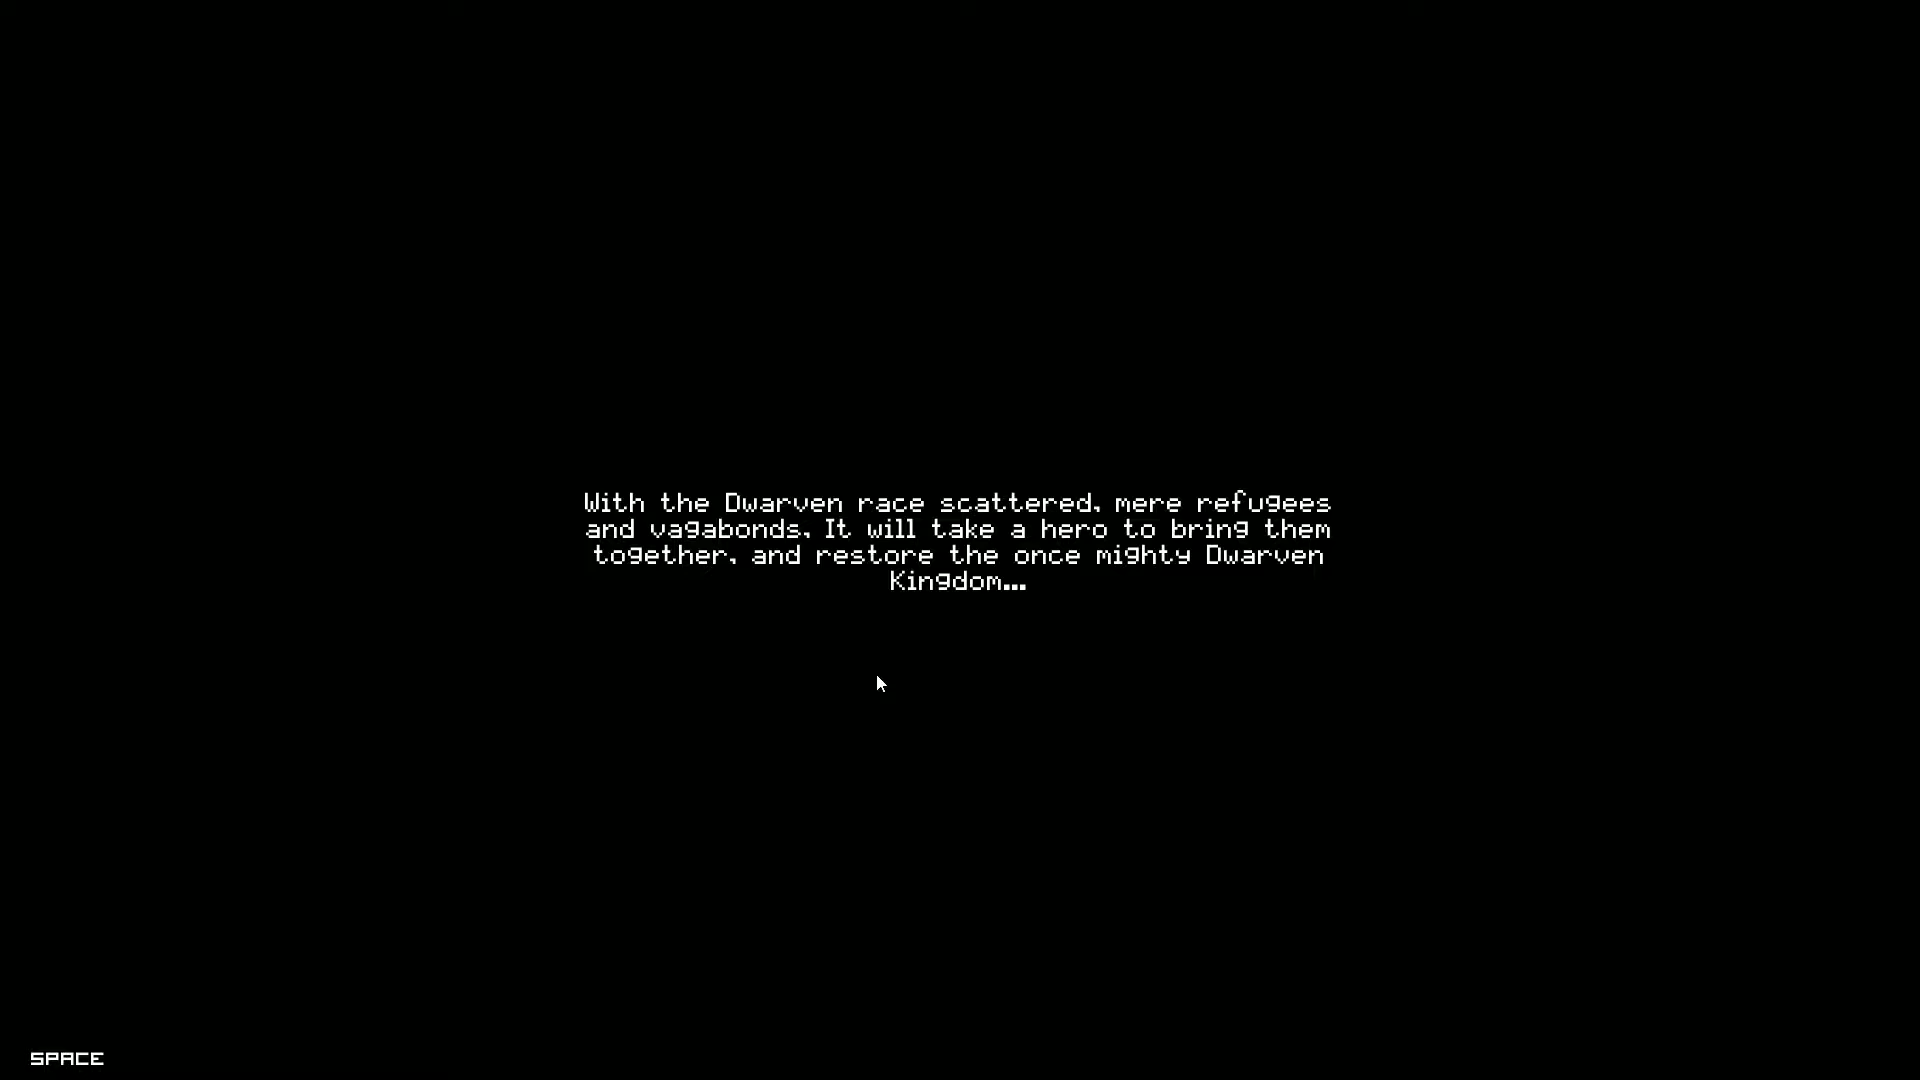 With the Dwarven race scattered, mere refugees
and vagabonds, It will take a hero to bring them
together, and restore the once mighty Dwarven
Kingdom...
SPACE